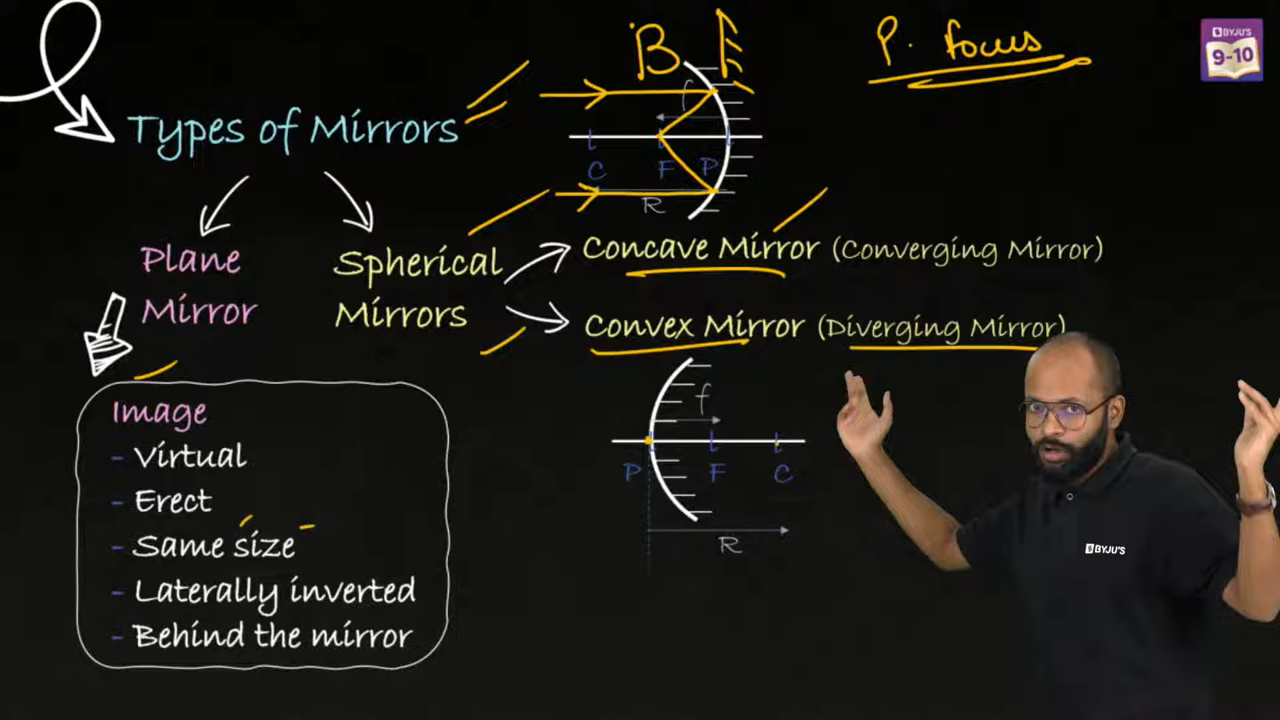 B
P. focus
BYJU'S
9-10
Types of Mirrors
f
C F P
R
Plane
Mirror
Spherical
Mirrors
Concave Mirror (Converging Mirror)
Convex Mirror (Diverging Mirror)
Image
- Virtual
- Erect
- Same size
- Laterally inverted
- Behind the mirror
f
P F C
R
BYJU'S